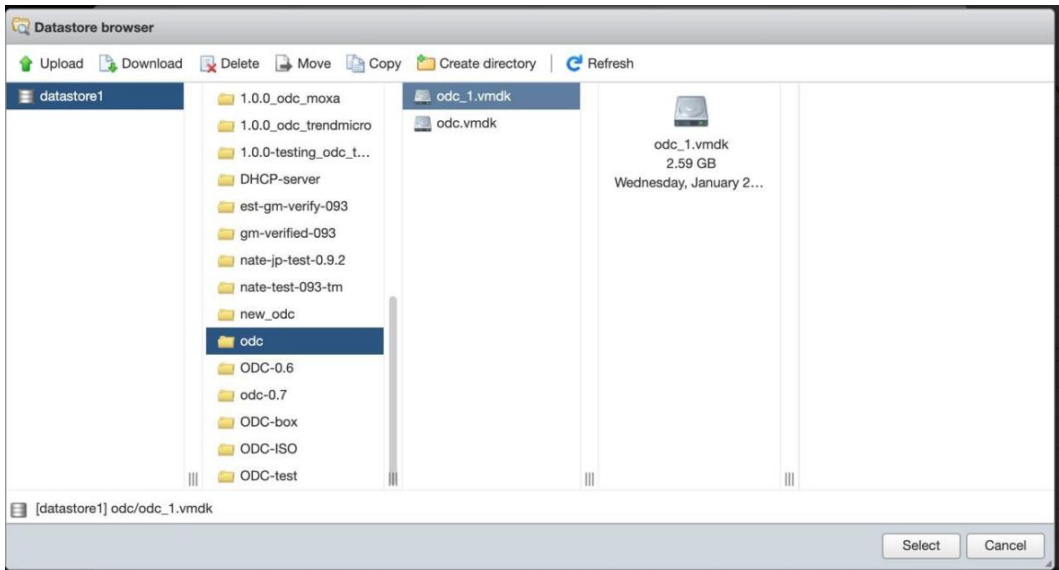 Datastore browser
Upload Download Delete Move Copy Create directory Refresh
datastore1
1.0.0_odc_moxa
1.0.0_odc_trendmicro
1.0.0-testing_odc_t...
DHCP-server
est-gm-verify-093
gm-verified-093
nate-jp-test-0.9.2
nate-test-093-tm
new_odc
odc
ODC-0.6
odc-0.7
ODC-box
ODC-ISO
ODC-test
odc_1.vmdk
odc.vmdk
odc_1.vmdk
2.59 GB
Wednesday, January 2...
[datastore1] odc/odc_1.vmdk
Select Cancel